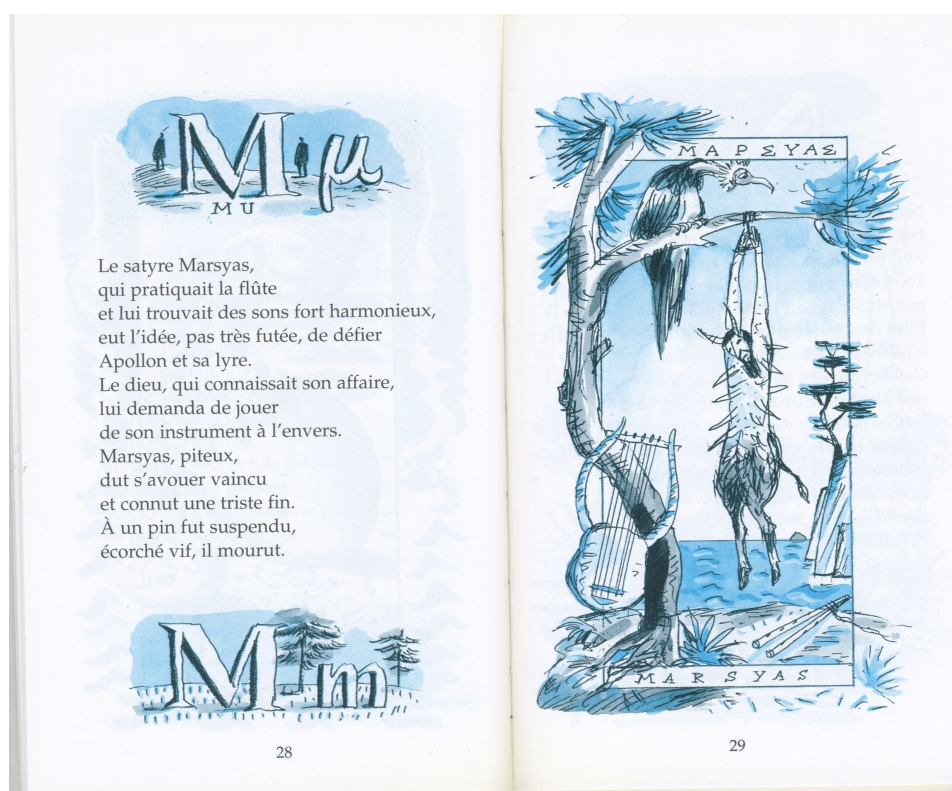 M μ
MU
Le satyre Marsyas,
qui pratiquait la flûte
et lui trouvait des sons fort harmonieux,
eut l’idée, pas très futée, de défier
Apollon et sa lyre.
Le dieu, qui connaissait son affaire,
lui demanda de jouer
de son instrument à l’envers.
Marsyas, piteux,
dut s’avouer vaincu
et connut une triste fin.
À un pin fut suspendu,
écorché vif, il mourut.
M m
28
ΜΑΡΣΥΑΣ
MARSYAS
29